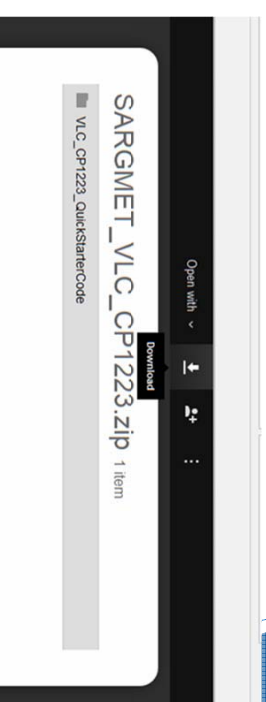 Open with
Download
SARGMET_VLC_CP1223.zip 1 item
VLC_CP1223_QuickStarterCode